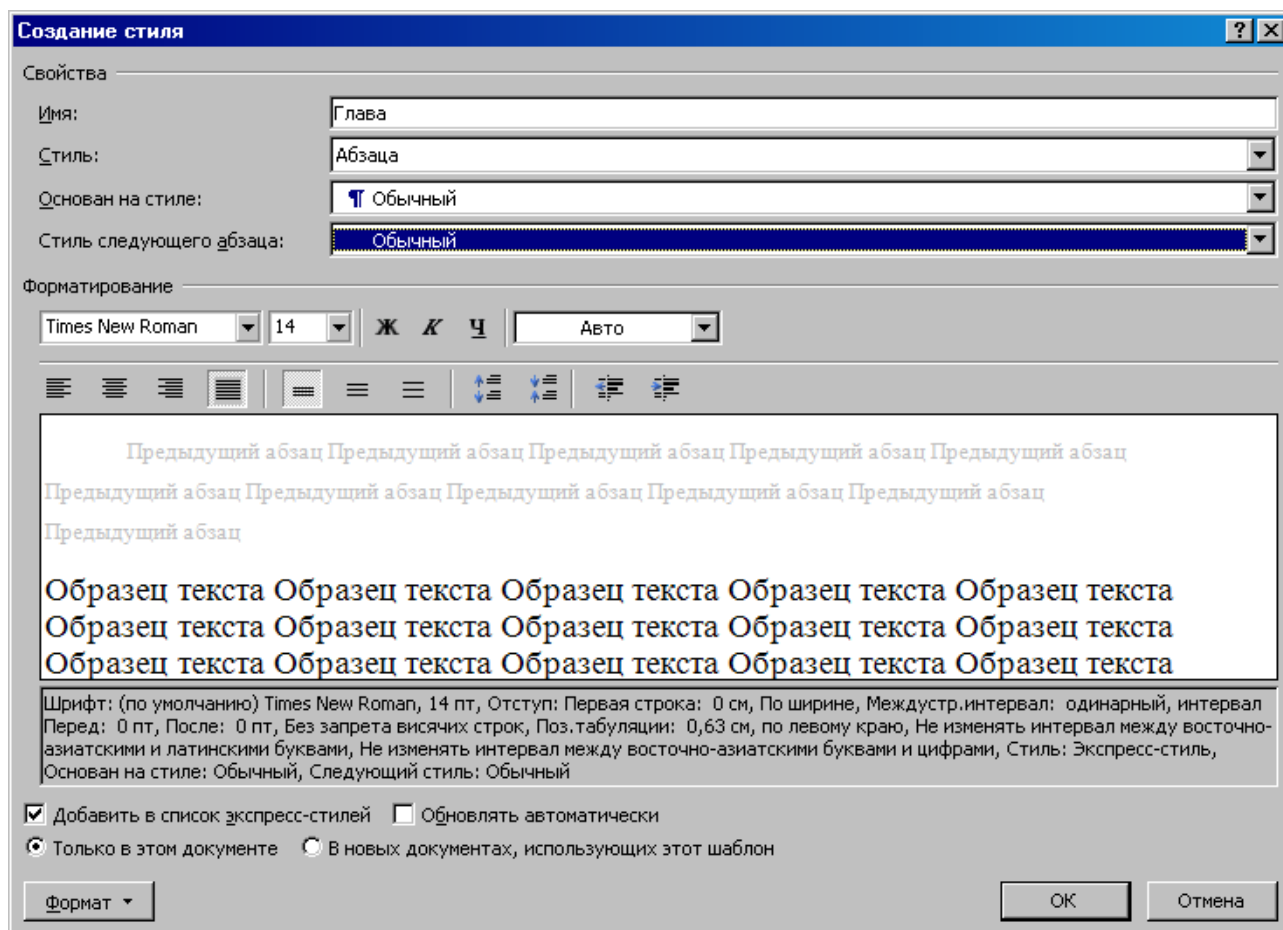 Создание стиля
Свойства
Имя: Глава
Стиль: Абзаца
Основан на стиле: ¶ Обычный
Стиль следующего абзаца: Обычный
Форматирование
Times New Roman 14 Ж К Ч Авто
Предыдущий абзац Предыдущий абзац Предыдущий абзац Предыдущий абзац Предыдущий абзац
Предыдущий абзац Предыдущий абзац Предыдущий абзац Предыдущий абзац Предыдущий абзац
Предыдущий абзац
Образец текста Образец текста Образец текста Образец текста Образец текста
Образец текста Образец текста Образец текста Образец текста Образец текста
Образец текста Образец текста Образец текста Образец текста Образец текста
Шрифт: (по умолчанию) Times New Roman, 14 пт, Отступ: Первая строка: 0 см, По ширине, Междустр.интервал: одинарный, интервал
Перед: 0 пт, После: 0 пт, Без запрета висячих строк, Поз.табуляции: 0,63 см, по левому краю, Не изменять интервал между восточно-
азиатскими и латинскими буквами, Не изменять интервал между восточно-азиатскими буквами и цифрами, Стиль: Экспресс-стиль,
Основан на стиле: Обычный, Следующий стиль: Обычный
Добавить в список экспресс-стилей Обновлять автоматически
Только в этом документе В новых документах, использующих этот шаблон
Формат ОК Отмена